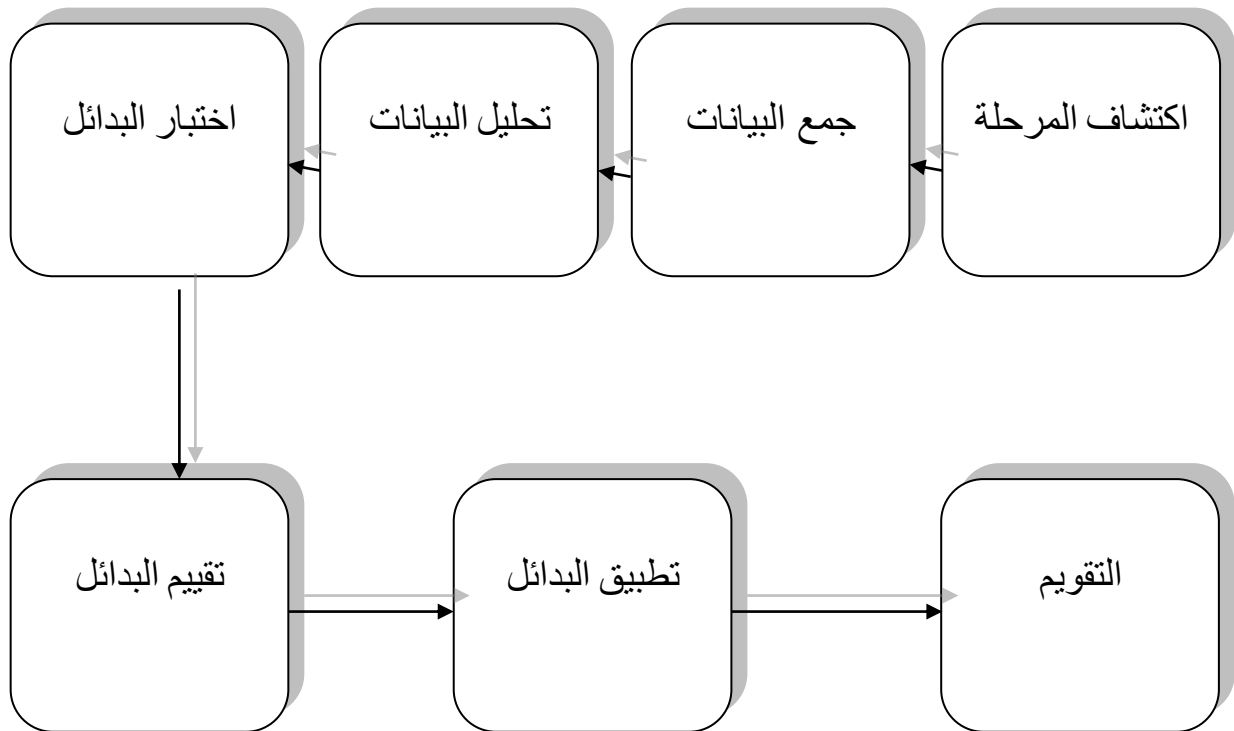 اكتشاف المرحلة
جمع البيانات
تحليل البيانات
اختبار البدائل
تقييم البدائل
تطبيق البدائل
التقويم